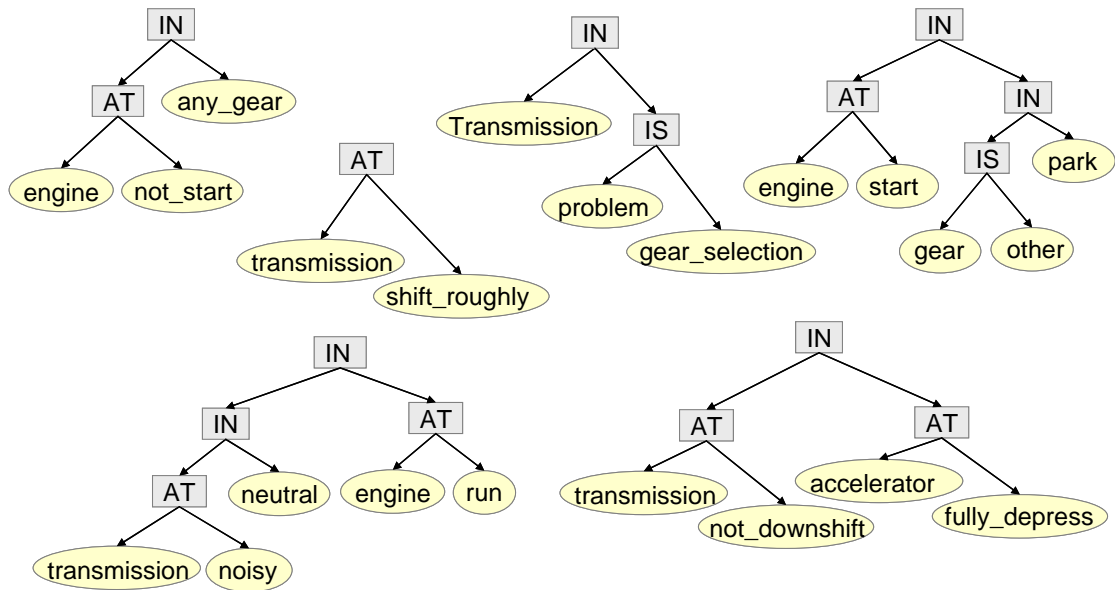 IN
AT
any_gear
engine
not_start
AT
transmission
shift_roughly
IN
Transmission
IS
problem
gear_selection
IN
AT
IN
engine
start
IS
park
gear
other
IN
IN
AT
AT
neutral
engine
run
transmission
noisy
IN
AT
AT
transmission
not_downshift
accelerator
fully_depress